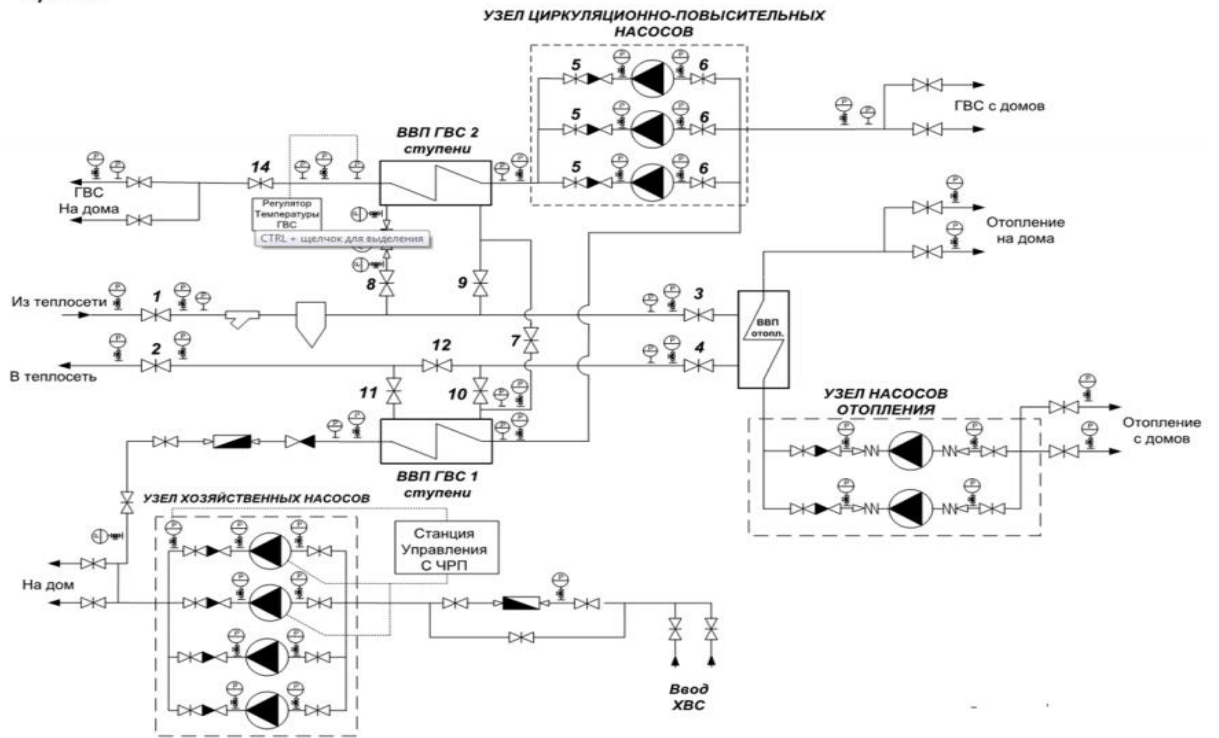 УЗЕЛ ЦИРКУЛЯЦИОННО-ПОВЫСИТЕЛЬНЫХ
НАСОСОВ
5
6
5
6
5
6
ГВС с домов
ВВП ГВС 2
ступени
14
ГВС
На дома
Регулятор
Температуры
ГВС
CTRL + щелчок для выделения
Отопление
на дома
8
9
Из теплосети
1
3
7
ВВП
отопл.
2
12
4
В теплосеть
11
10
УЗЕЛ НАСОСОВ
ОТОПЛЕНИЯ
Отопление
с домов
ВВП ГВС 1
ступени
УЗЕЛ ХОЗЯЙСТВЕННЫХ НАСОСОВ
Станция
Управления
С ЧРП
На дом
Ввод
ХВС